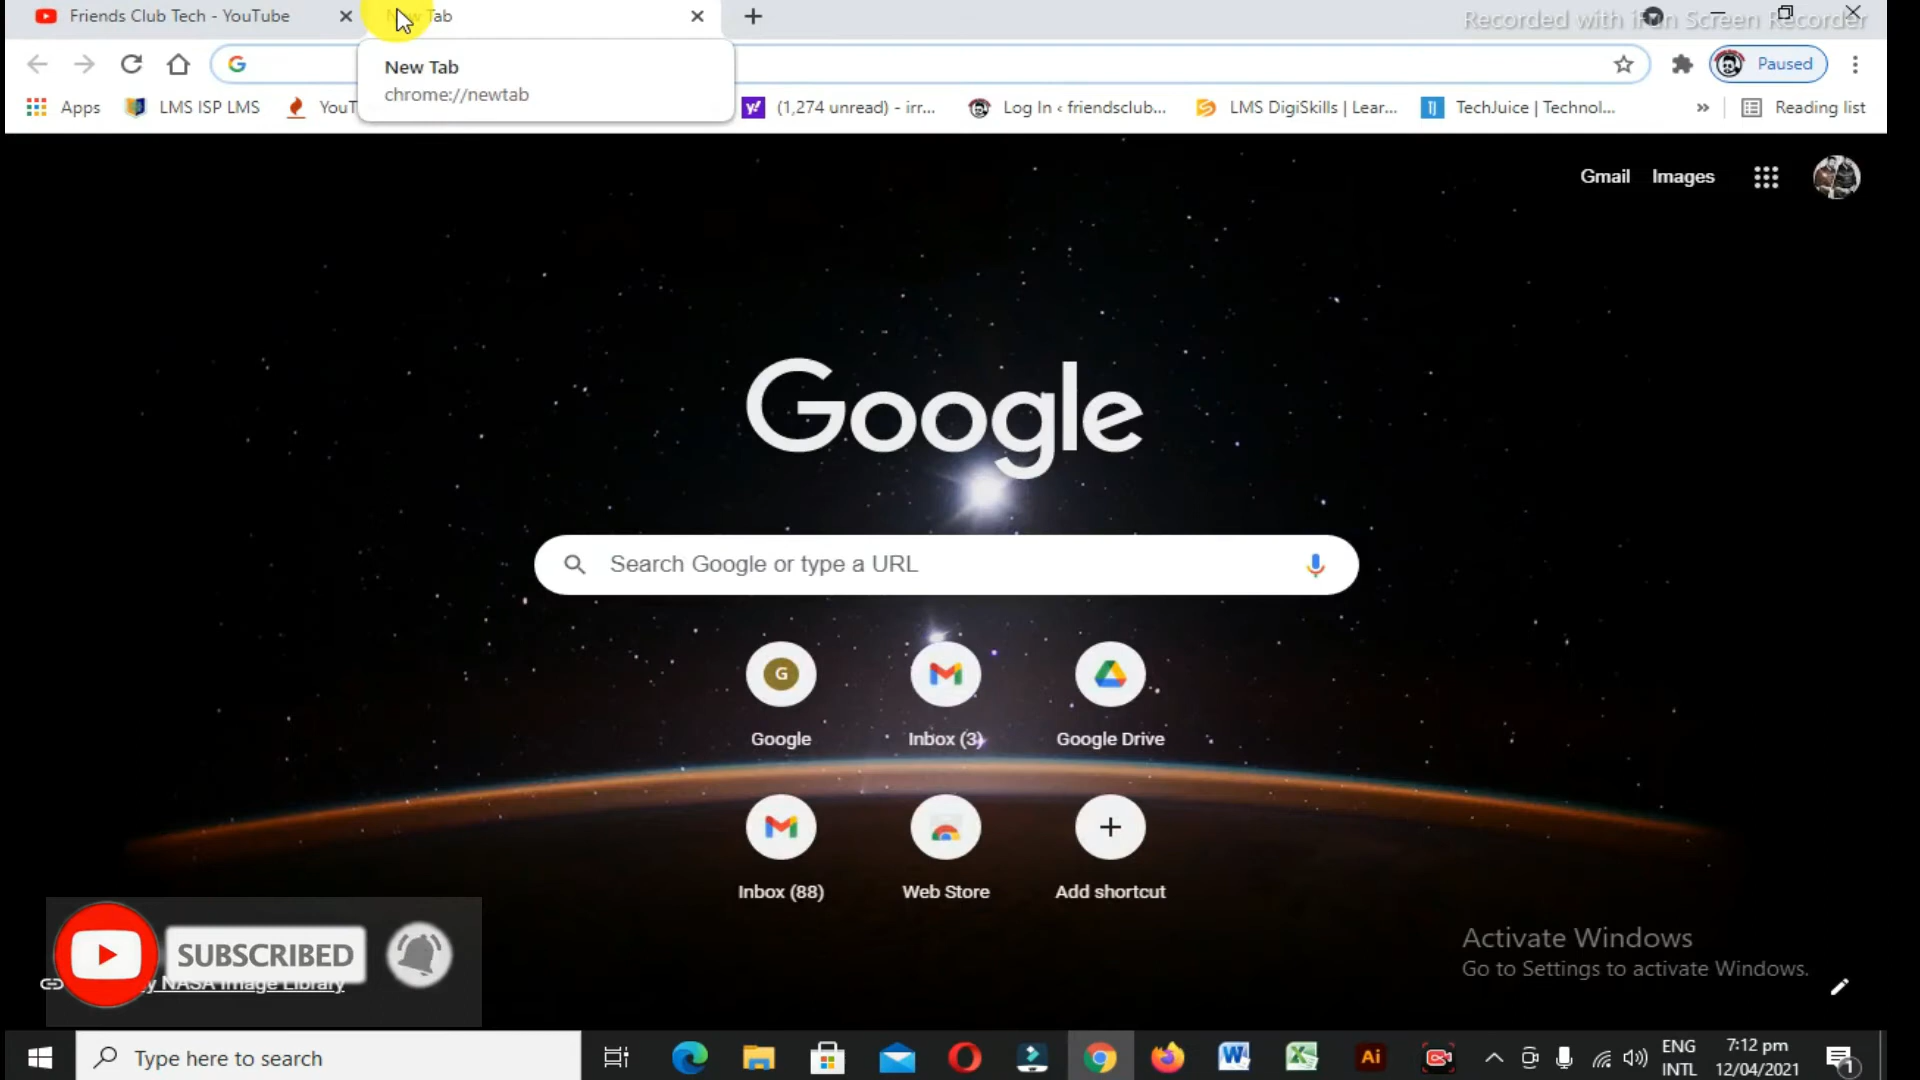 Friends Club Tech - YouTube
New Tab
Recorded with iFun Screen Recorder
New Tab
chrome://newtab
Paused
Apps
LMS ISP LMS
YouT
(1,274 unread) - irr...
Log In ‹ friendsclub...
LMS DigiSkills | Lear...
TechJuice | Technol...
»
Reading list
Gmail
Images
Google
Search Google or type a URL
G
Google
Inbox (3)
Google Drive
Inbox (88)
Web Store
Add shortcut
SUBSCRIBED
y NASA Image Library
Activate Windows
Go to Settings to activate Windows.
Type here to search
Ai
ENG
INTL
7:12 pm
12/04/2021
1